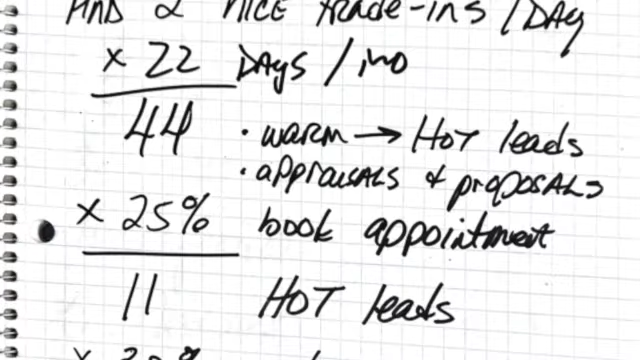 AND 2 NICE trade-ins / DAY
x 22 DAYS / mo
44 · warm → HOT leads
· appraisals & proposals
x 25% book appointment
11 HOT leads